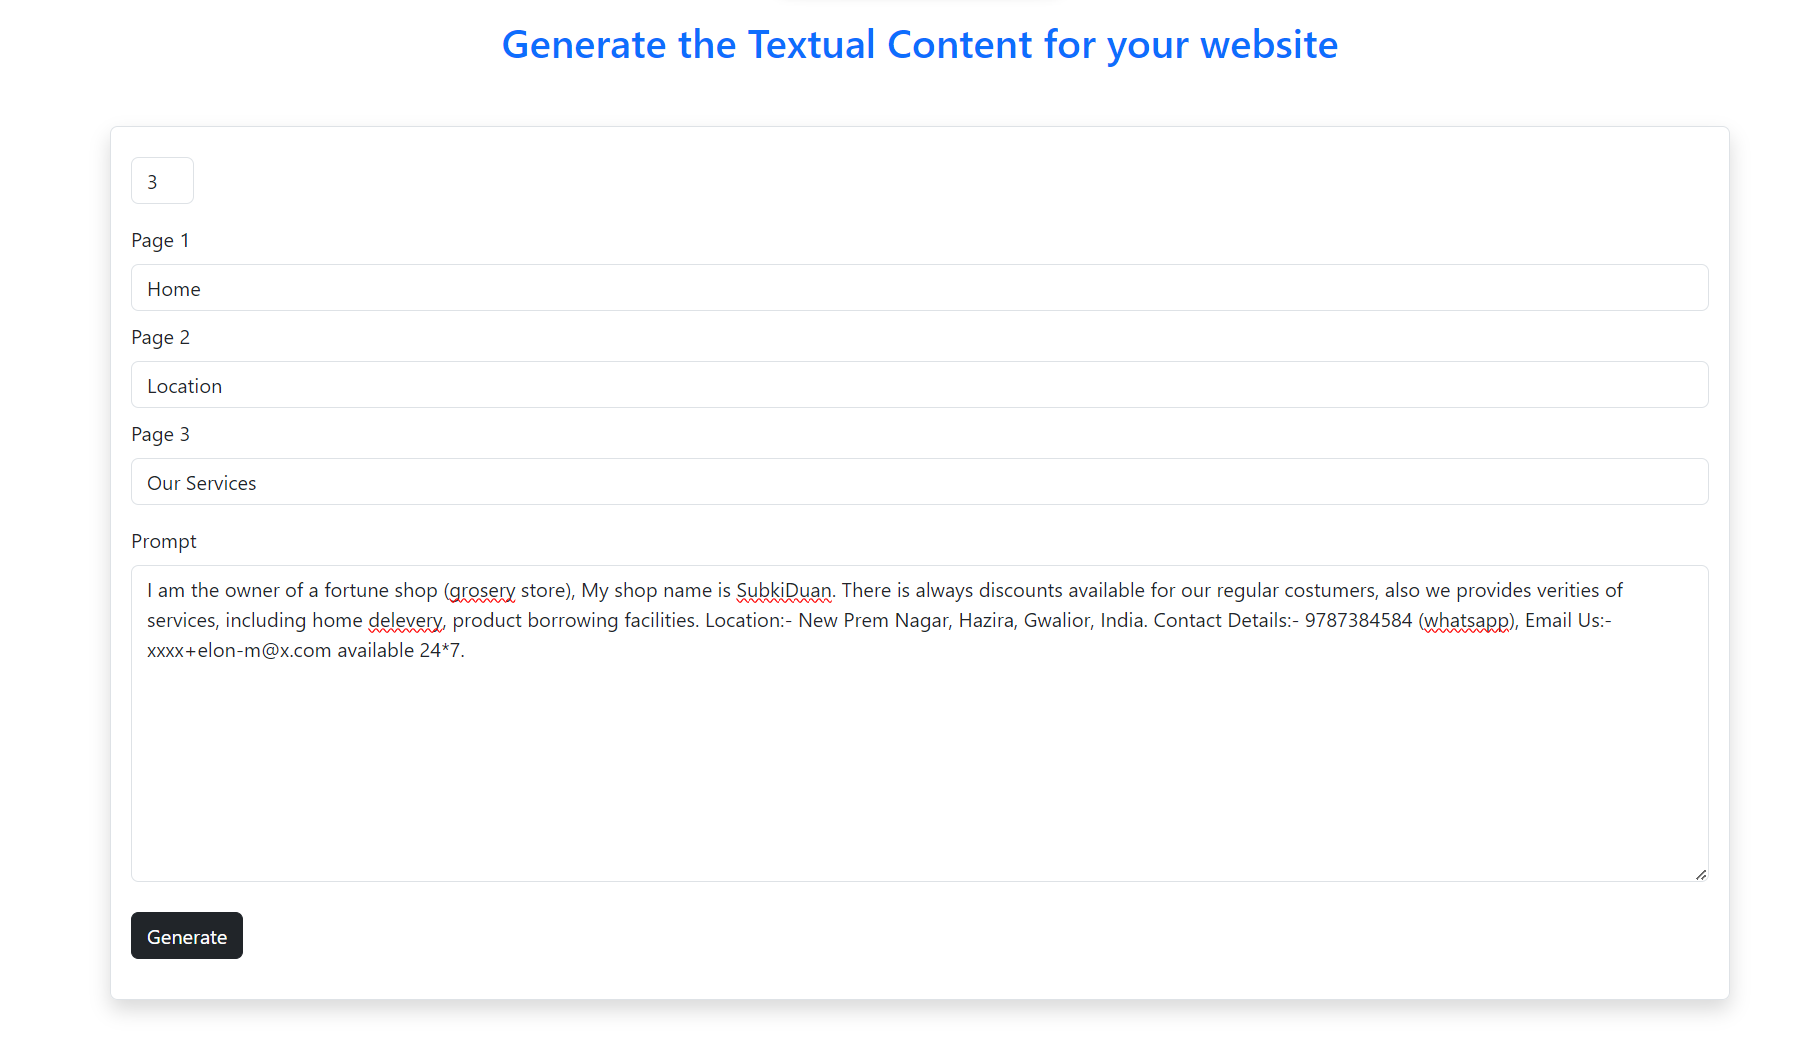 Generate the Textual Content for your website
3
Page 1
Home
Page 2
Location
Page 3
Our Services
Prompt
I am the owner of a fortune shop (grosery store), My shop name is SubkiDuan. There is always discounts available for our regular costumers, also we provides verities of
services, including home delevery, product borrowing facilities. Location:- New Prem Nagar, Hazira, Gwalior, India. Contact Details:- 9787384584 (whatsapp), Email Us:-
xxxx+elon-m@x.com available 24*7.
Generate